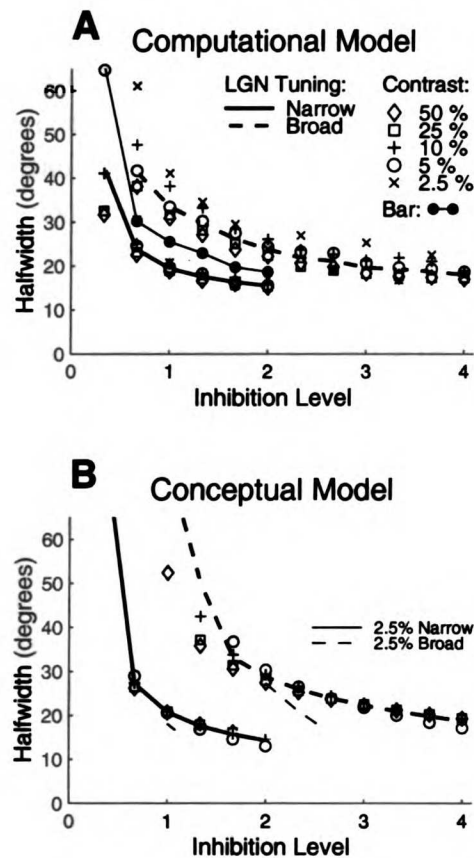 A
Computational Model
LGN Tuning:
Narrow
Broad
Contrast:
50 %
25 %
10 %
5 %
2.5 %
Bar:
Halfwidth (degrees)
60
50
40
30
20
10
0
0 1 2 3 4
Inhibition Level
B
Conceptual Model
2.5% Narrow
2.5% Broad
Halfwidth (degrees)
60
50
40
30
20
10
0
0 1 2 3 4
Inhibition Level